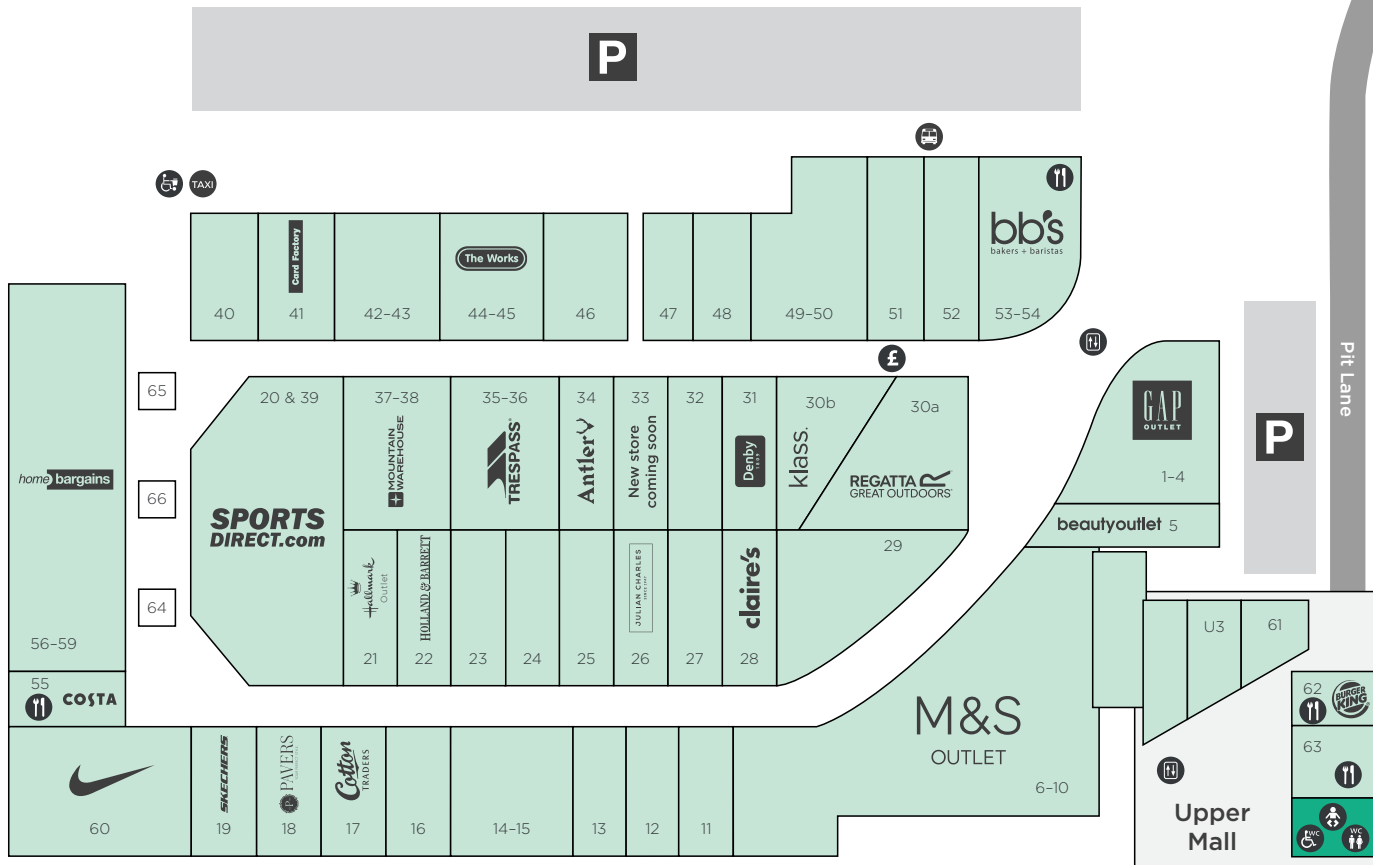 P
TAXI
Card Factory
The Works
bb's
bakers + baristas
40
41
42–43
44–45
46
47
48
49–50
51
52
53–54
£
65
66
64
home bargains
56–59
55
COSTA
20 & 39
SPORTS
DIRECT.com
37–38
MOUNTAIN
WAREHOUSE
35–36
TRESPASS
34
Antler
33
New store
coming soon
32
31
Denby
1809
30b
klass.
30a
REGATTA
GREAT OUTDOORS
Hallmark
Outlet
21
HOLLAND & BARRETT
22
23
24
25
JULIAN CHARLES
26
27
claire's
28
29
GAP
OUTLET
1–4
beautyoutlet 5
P
Pit Lane
60
SKECHERS
19
P
PAVERS
18
Cotton
TRADERS
17
16
14–15
13
12
11
M&S
OUTLET
6–10
U3
61
62
BURGER
KING
63
WC
WC
Upper
Mall